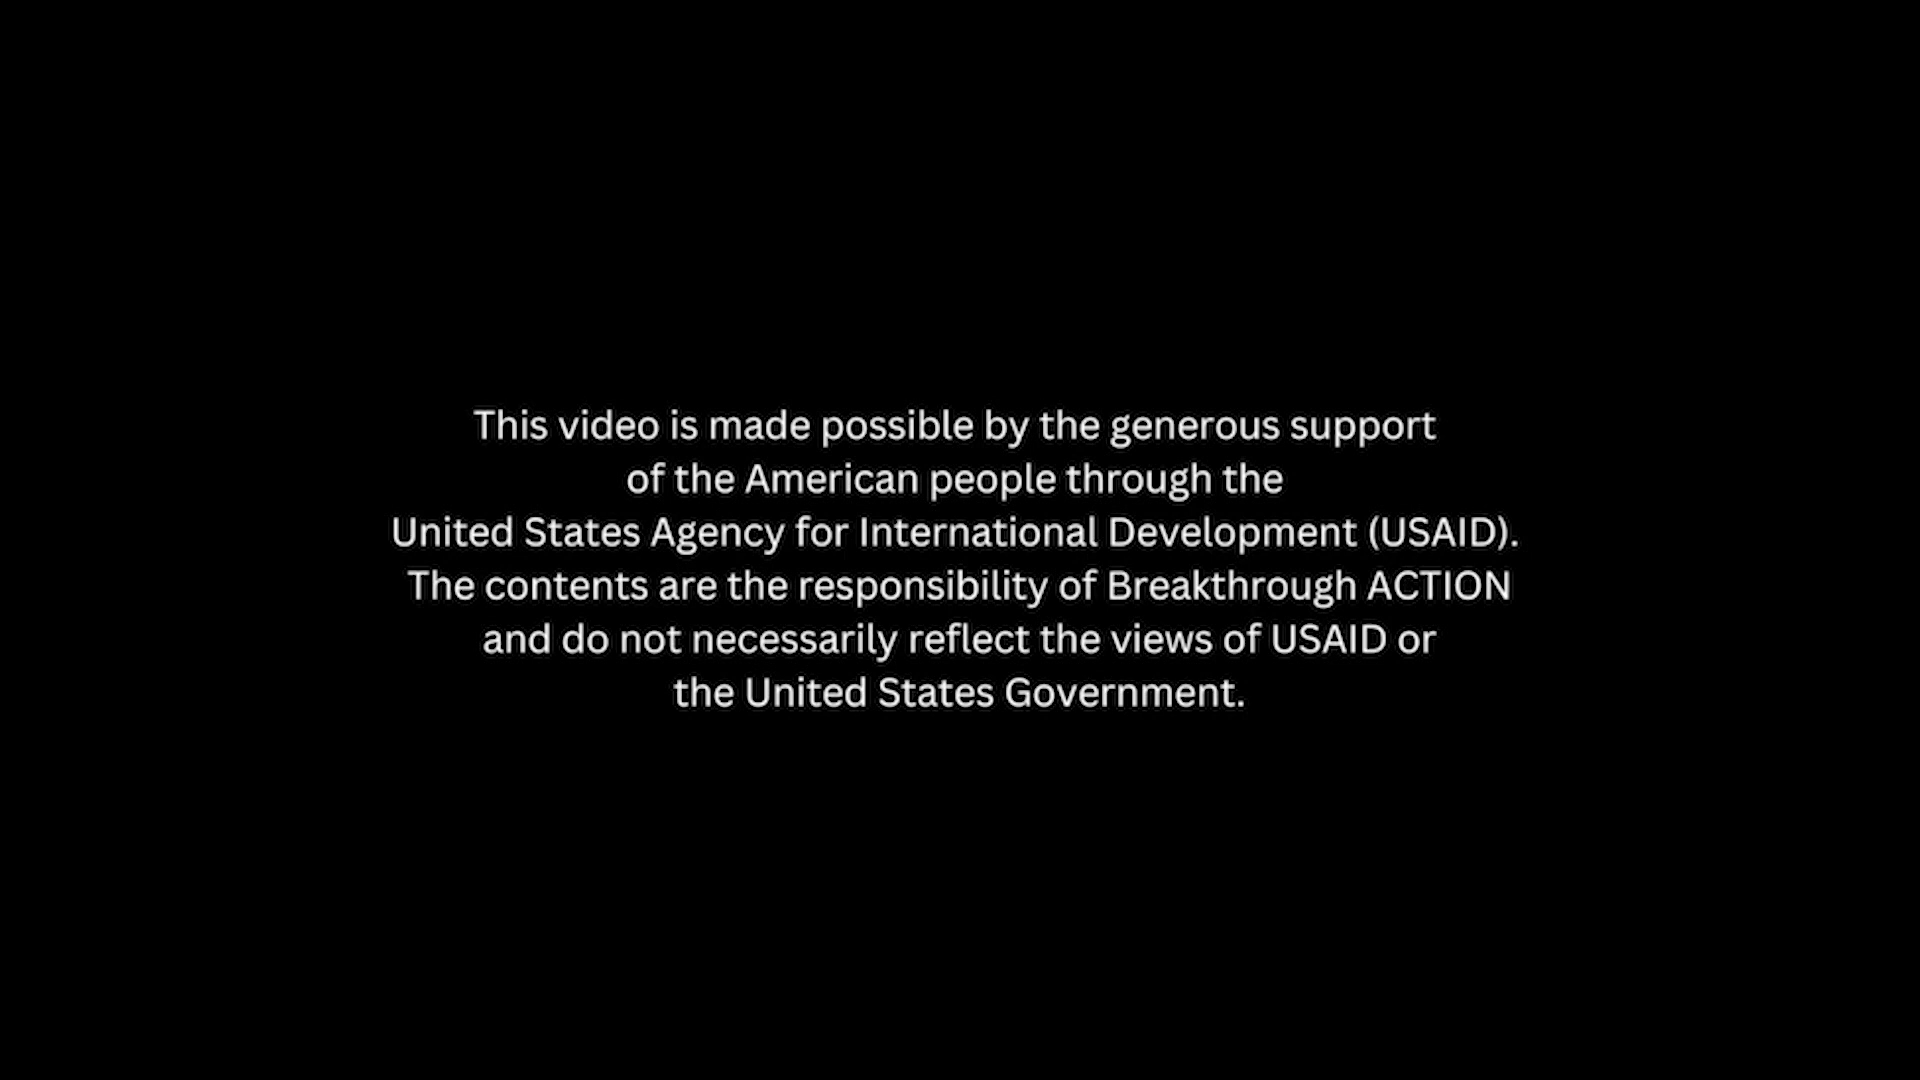 This video is made possible by the generous support
of the American people through the
United States Agency for International Development (USAID).
The contents are the responsibility of Breakthrough ACTION
and do not necessarily reflect the views of USAID or
the United States Government.